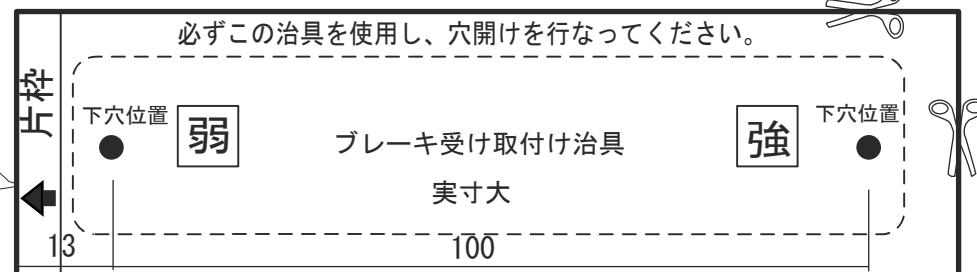 必ずこの治具を使用し、穴開けを行なってください。
片枠
下穴位置
弱
ブレーキ受け取付け治具
強
下穴位置
実寸大
13
100